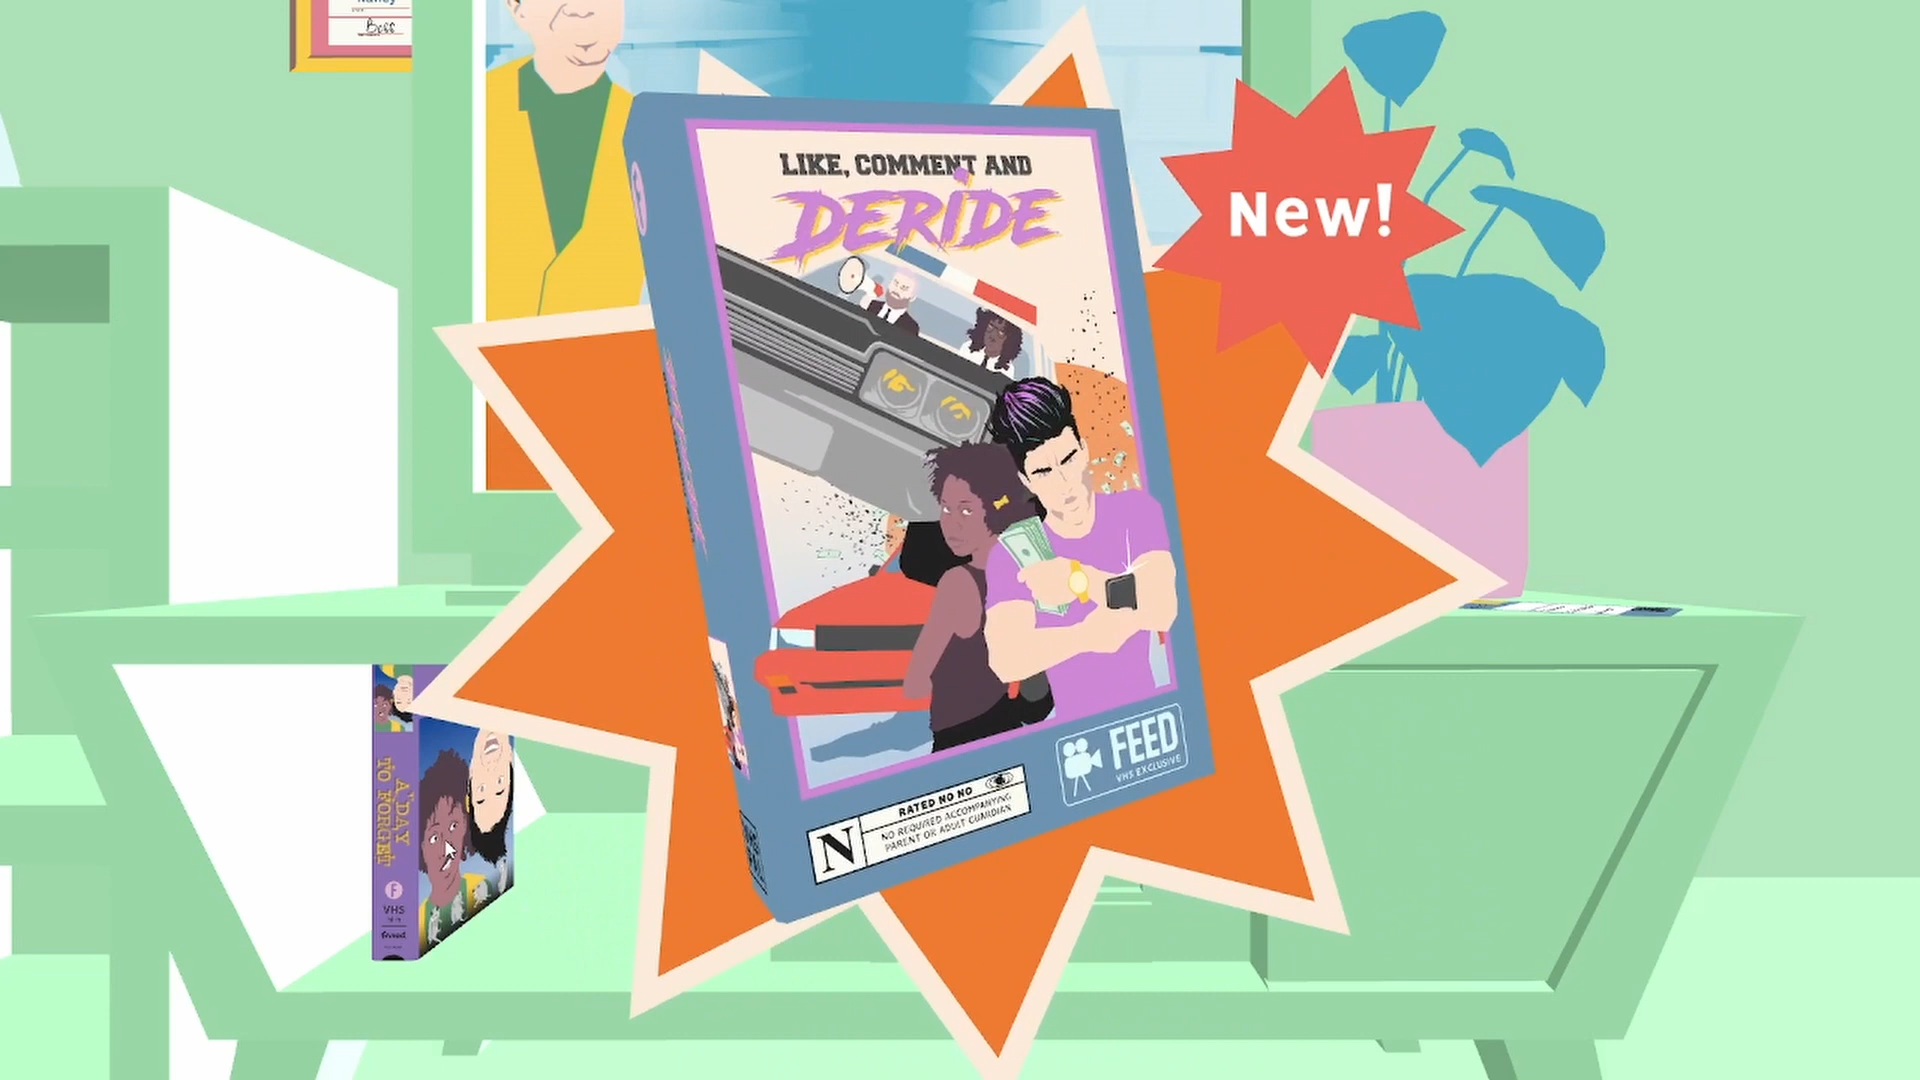 Nancy
Boss
LIKE, COMMENT AND
DERIDE
New!
A DAY
TO FORGET
F
VHS
FEED
VHS EXCLUSIVE
N
RATED NO NO
NO REQUIRED ACCOMPANYING
PARENT OR ADULT GUARDIAN